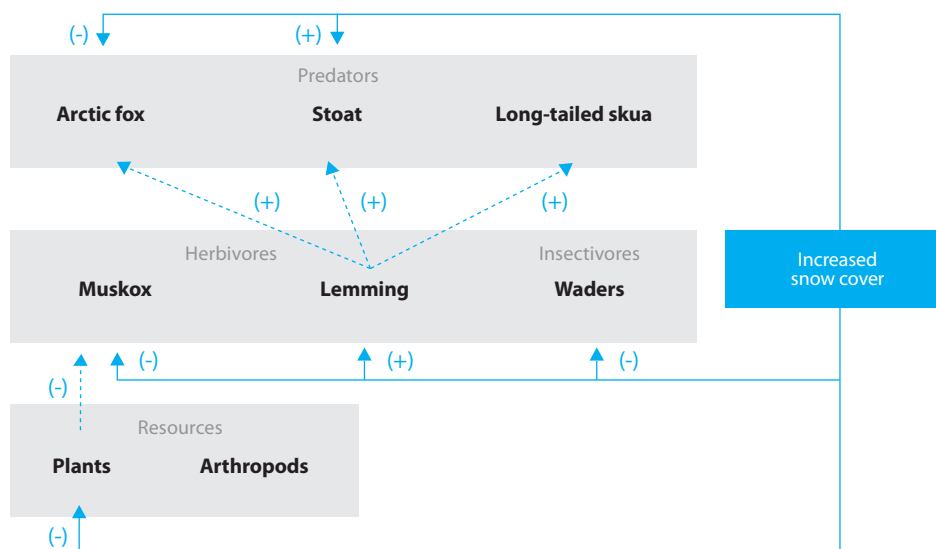 (-)
(+)
Predators
Arctic fox
Stoat
Long-tailed skua
(+)
(+)
(+)
Herbivores
Insectivores
Muskox
Lemming
Waders
Increased
snow cover
(-)
(+)
(-)
(-)
Resources
Plants
Arthropods
(-)